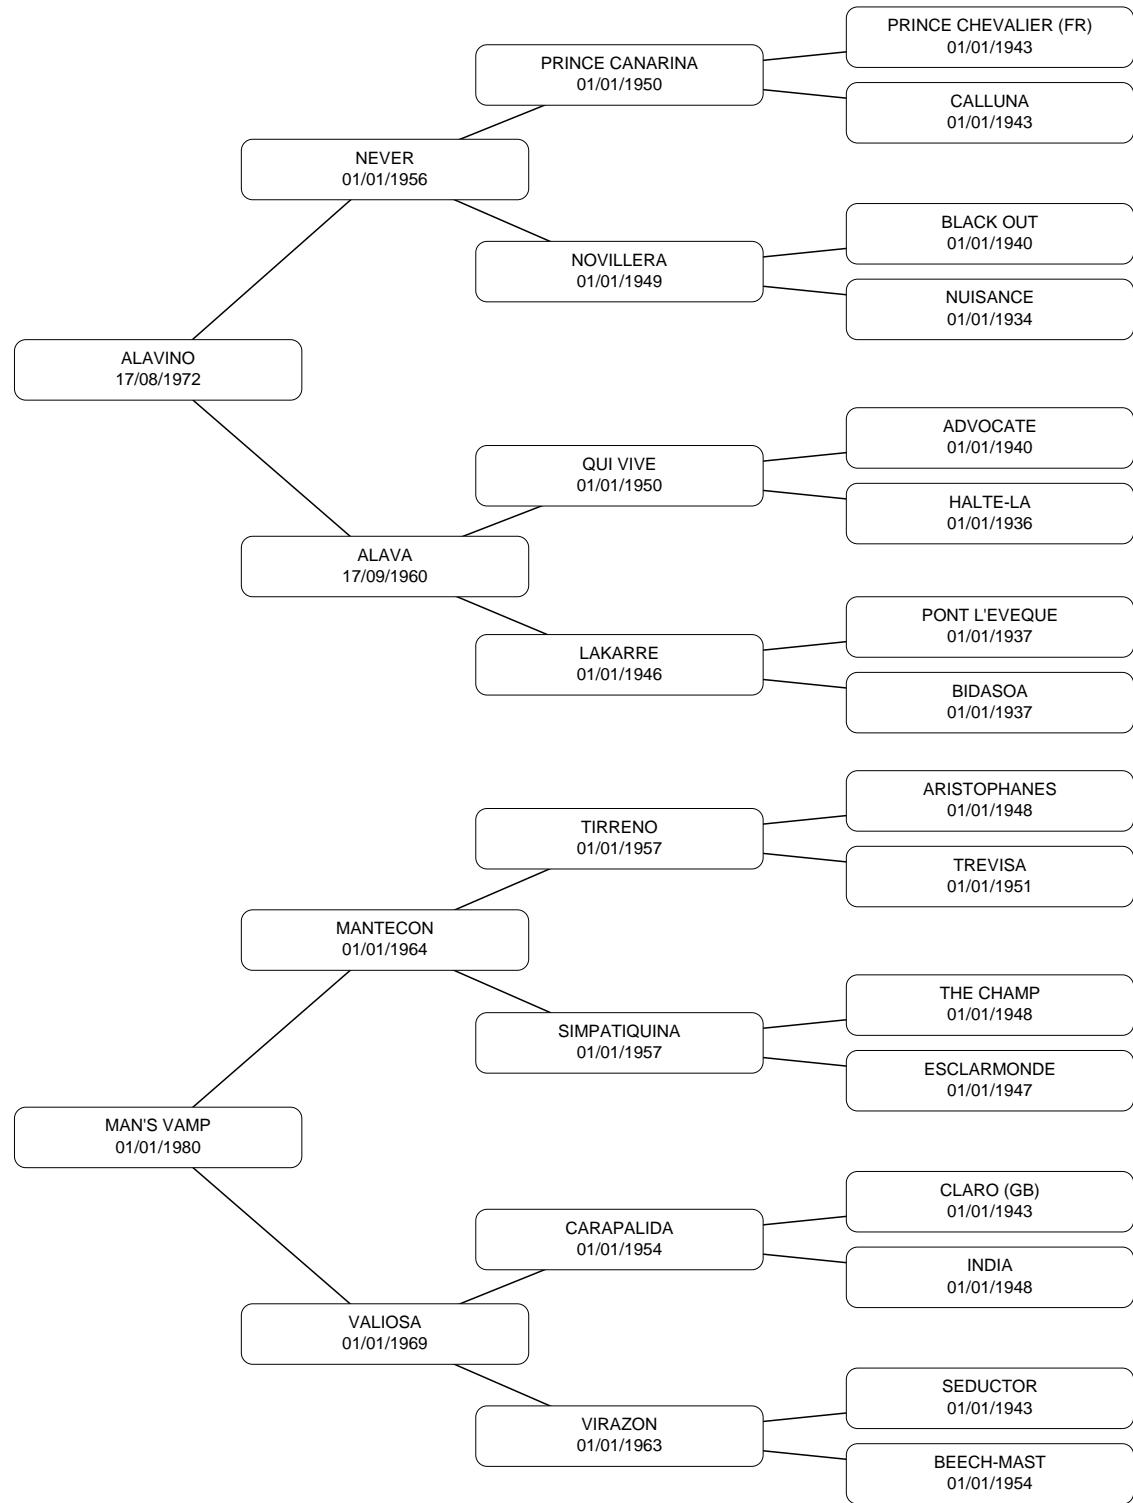 PRINCE CHEVALIER (FR)
01/01/1943
PRINCE CANARINA
01/01/1950
CALLUNA
01/01/1943
NEVER
01/01/1956
BLACK OUT
01/01/1940
NOVILLERA
01/01/1949
NUISANCE
01/01/1934
ALAVINO
17/08/1972
ADVOCATE
01/01/1940
QUI VIVE
01/01/1950
HALTE-LA
01/01/1936
ALAVA
17/09/1960
PONT L'EVEQUE
01/01/1937
LAKARRE
01/01/1946
BIDASOA
01/01/1937
ARISTOPHANES
01/01/1948
TIRRENO
01/01/1957
TREVISA
01/01/1951
MANTECON
01/01/1964
THE CHAMP
01/01/1948
SIMPATIQUINA
01/01/1957
ESCLARMONDE
01/01/1947
MAN'S VAMP
01/01/1980
CLARO (GB)
01/01/1943
CARAPALIDA
01/01/1954
INDIA
01/01/1948
VALIOSA
01/01/1969
SEDUCTOR
01/01/1943
VIRAZON
01/01/1963
BEECH-MAST
01/01/1954